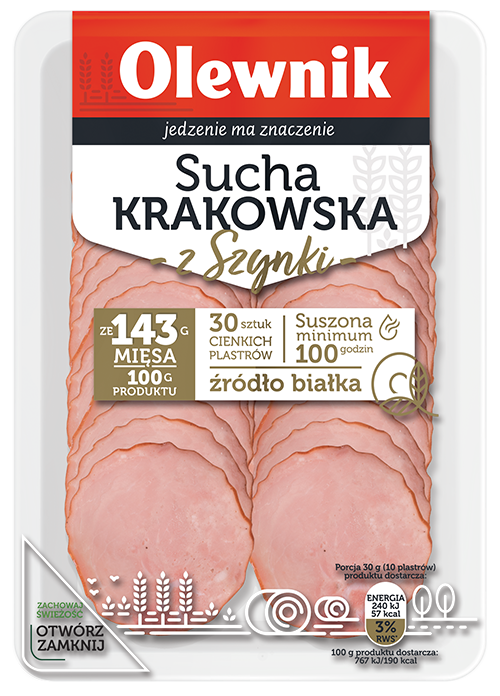 Olewnik
jedzenie ma znaczenie
Sucha
KRAKOWSKA
- z Szynki -
ZE 143 G
MIĘSA
100 G
PRODUKTU
30 sztuk
CIENKICH
PLASTRÓW
Suszona
minimum
100 godzin
źródło białka
Porcja 30 g (10 plastrów)
produktu dostarcza:
ENERGIA
240 kJ
57 kcal
3%
RWS*
100 g produktu dostarcza:
767 kJ/190 kcal
ZACHOWAJ
ŚWIEŻOŚĆ
OTWÓRZ
ZAMKNIJ